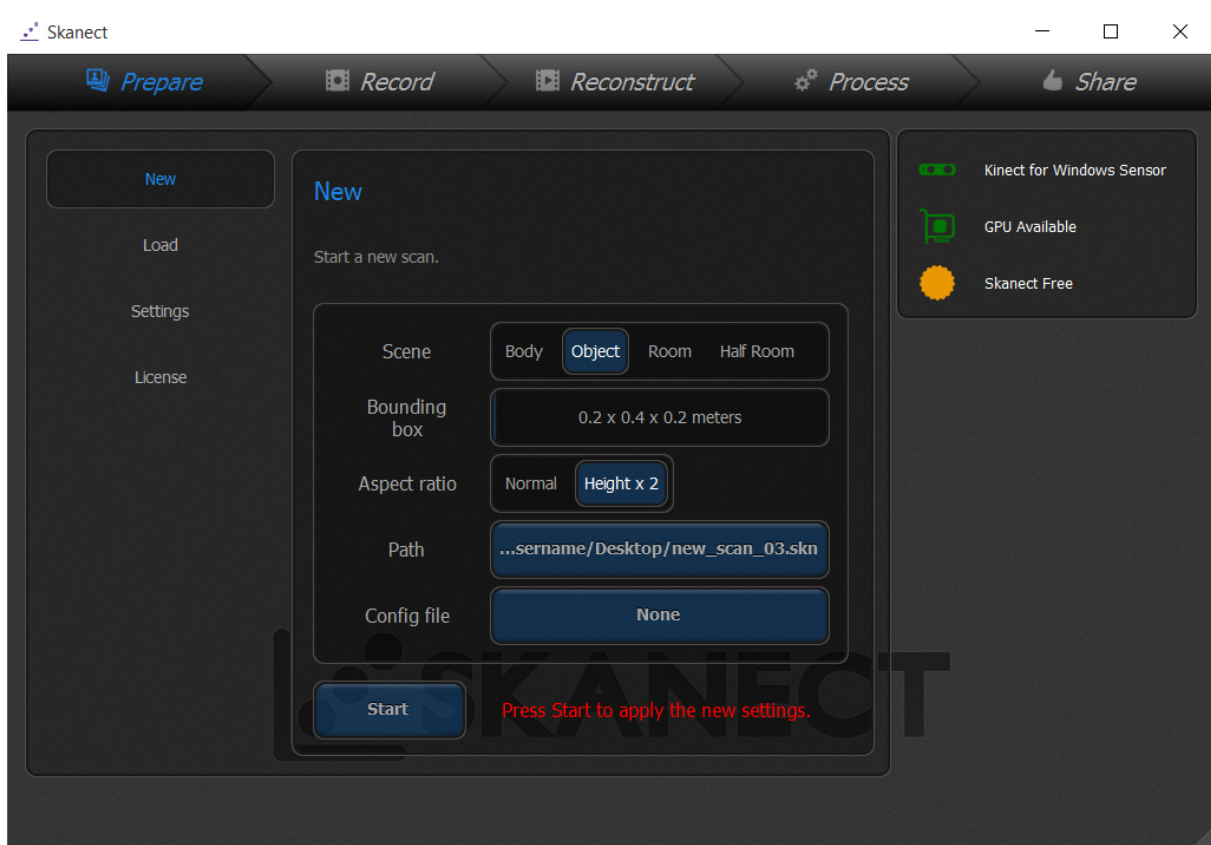 Skanect
Prepare
Record
Reconstruct
Process
Share
New
Load
Settings
License
New
Start a new scan.
Scene
Body
Object
Room
Half Room
Bounding
box
0.2 x 0.4 x 0.2 meters
Aspect ratio
Normal
Height x 2
Path
...sername/Desktop/new_scan_03.skn
Config file
None
Start
Press Start to apply the new settings.
SKANECT
Kinect for Windows Sensor
GPU Available
Skanect Free